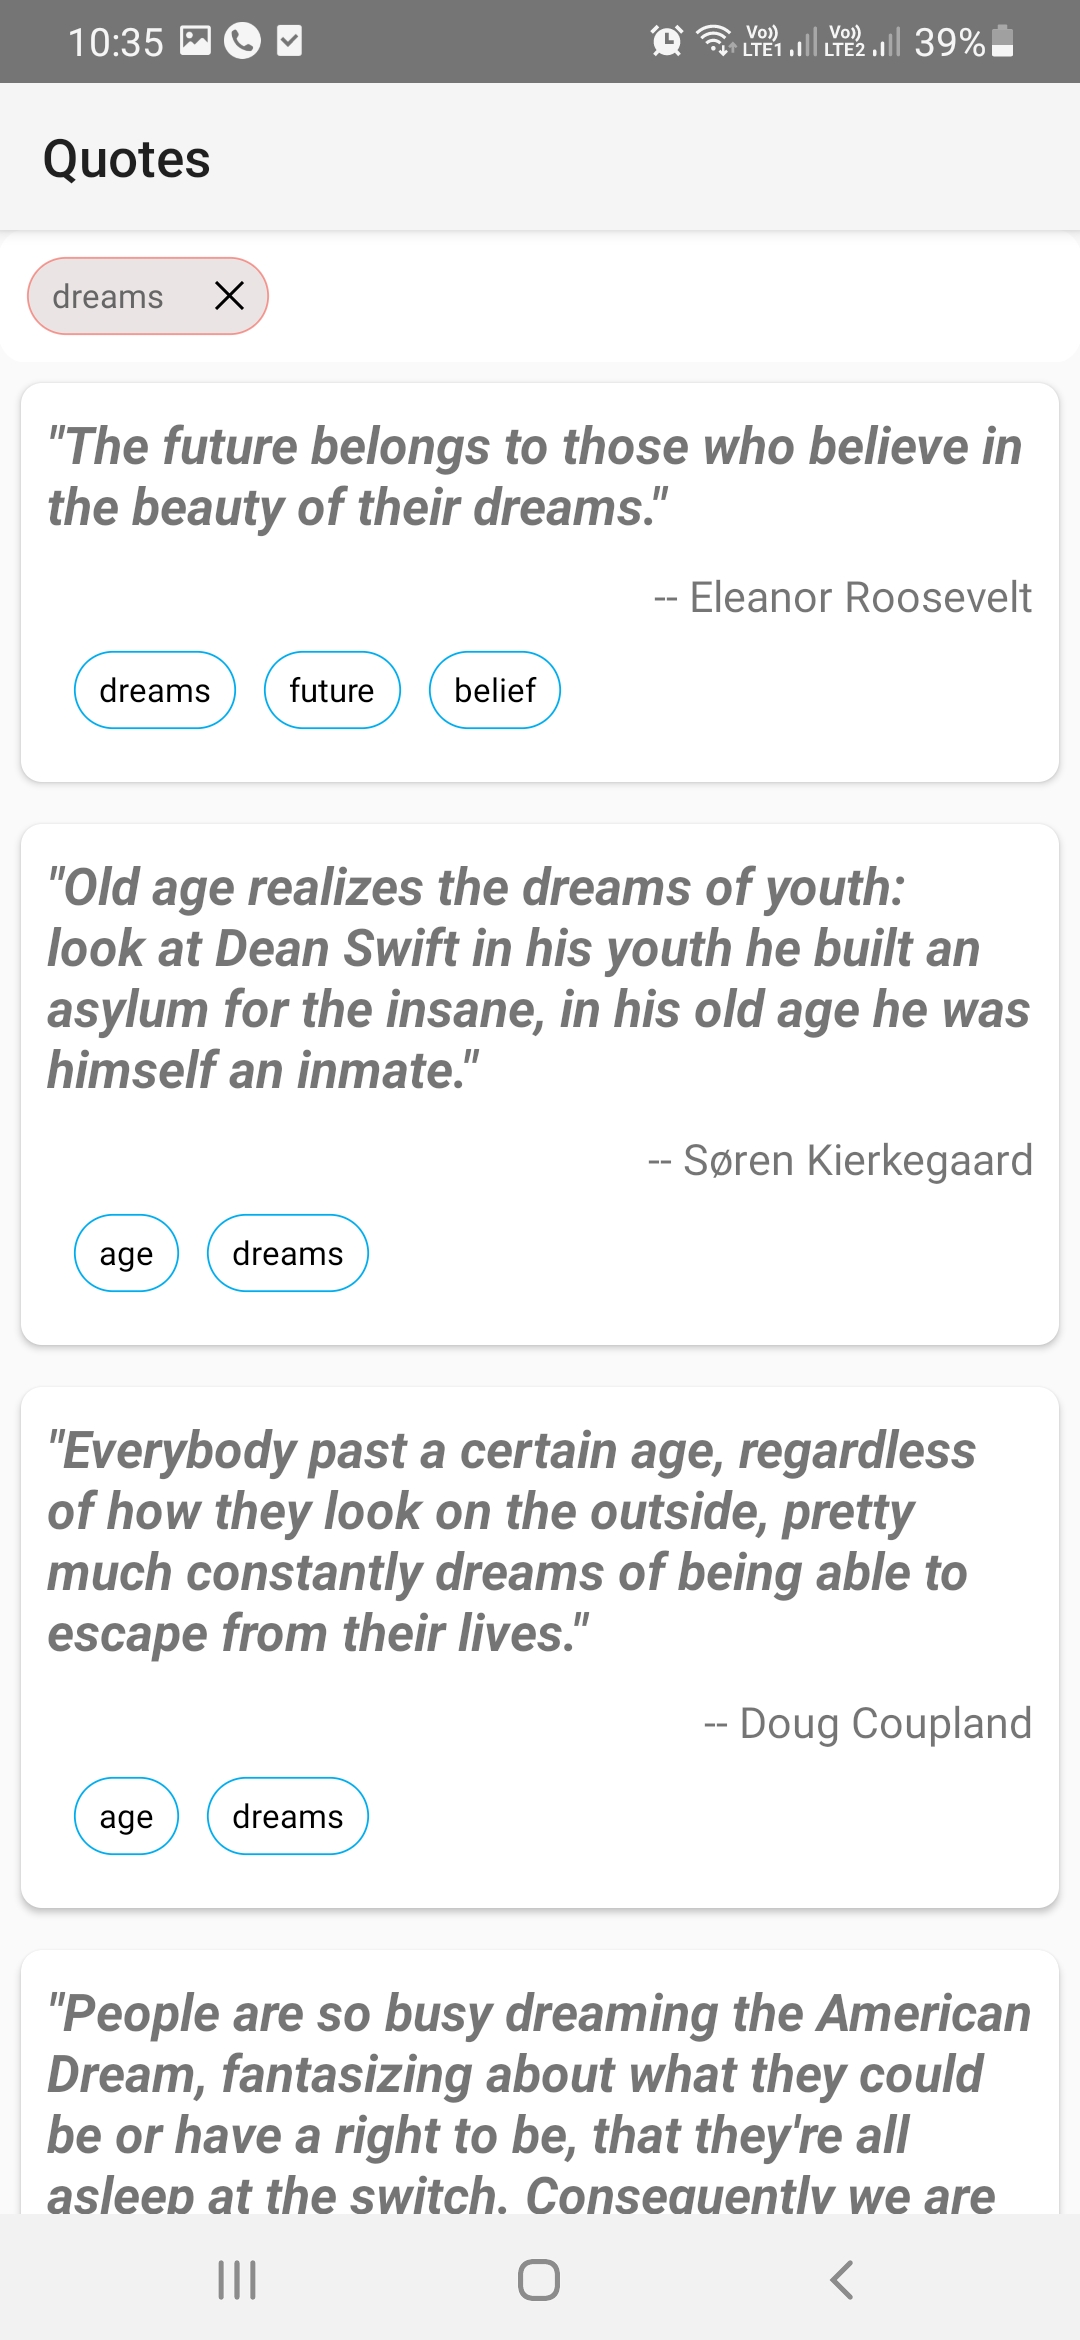 10:35 Vo)) LTE1 Vo)) LTE2 39%
Quotes
dreams
"The future belongs to those who believe in
the beauty of their dreams."
-- Eleanor Roosevelt
dreams future belief
"Old age realizes the dreams of youth:
look at Dean Swift in his youth he built an
asylum for the insane, in his old age he was
himself an inmate."
-- Søren Kierkegaard
age dreams
"Everybody past a certain age, regardless
of how they look on the outside, pretty
much constantly dreams of being able to
escape from their lives."
-- Doug Coupland
age dreams
"People are so busy dreaming the American
Dream, fantasizing about what they could
be or have a right to be, that they're all
asleep at the switch. Consequently we are